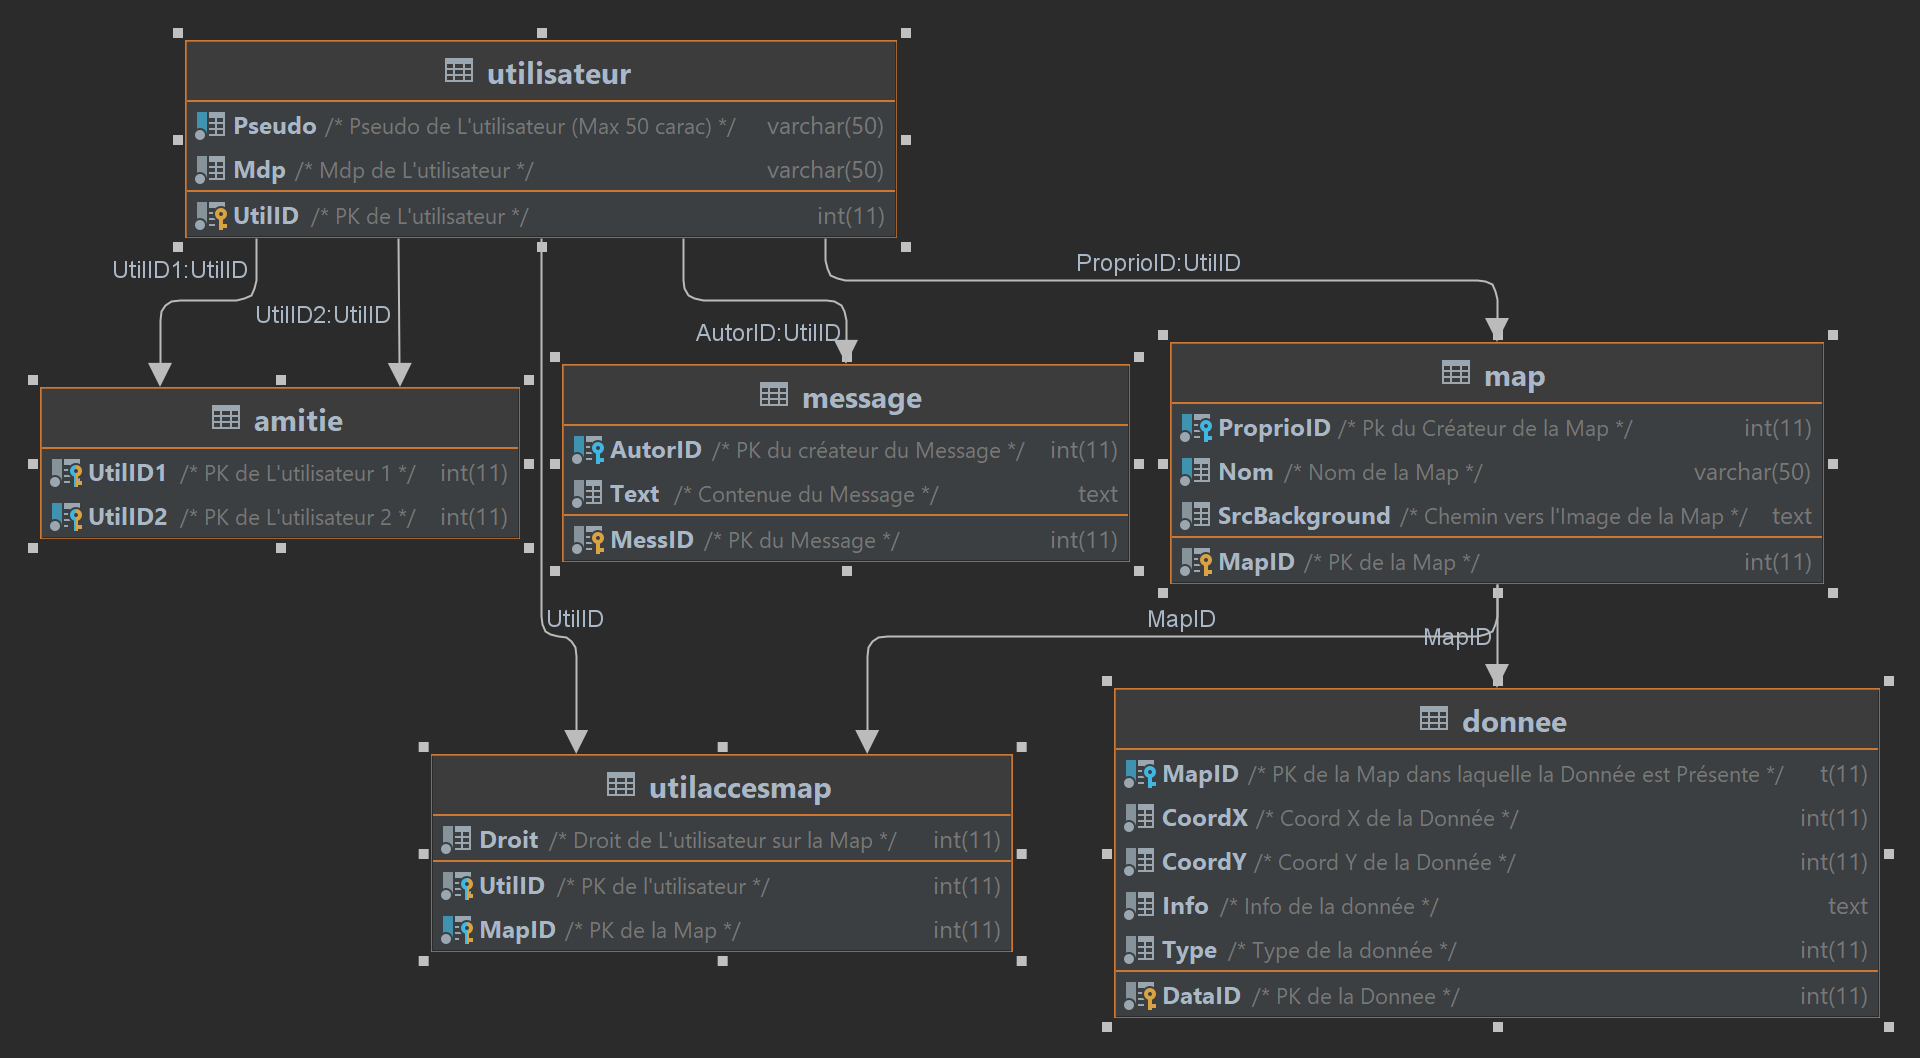 utilisateur
Pseudo /* Pseudo de L'utilisateur (Max 50 carac) */ varchar(50)
Mdp /* Mdp de L'utilisateur */ varchar(50)
UtilID /* PK de L'utilisateur */ int(11)
UtilID1:UtilID
UtilID2:UtilID
AutorID:UtilID
ProprioID:UtilID
amitie
UtilID1 /* PK de L'utilisateur 1 */ int(11)
UtilID2 /* PK de L'utilisateur 2 */ int(11)
message
AutorID /* PK du créateur du Message */ int(11)
Text /* Contenue du Message */ text
MessID /* PK du Message */ int(11)
map
ProprioID /* Pk du Créateur de la Map */ int(11)
Nom /* Nom de la Map */ varchar(50)
SrcBackground /* Chemin vers l'Image de la Map */ text
MapID /* PK de la Map */ int(11)
UtilID
MapID
MapID
utilaccesmap
Droit /* Droit de L'utilisateur sur la Map */ int(11)
UtilID /* PK de l'utilisateur */ int(11)
MapID /* PK de la Map */ int(11)
donnee
MapID /* PK de la Map dans laquelle la Donnée est Présente */ t(11)
CoordX /* Coord X de la Donnée */ int(11)
CoordY /* Coord Y de la Donnée */ int(11)
Info /* Info de la donnée */ text
Type /* Type de la donnée */ int(11)
DataID /* PK de la Donnee */ int(11)